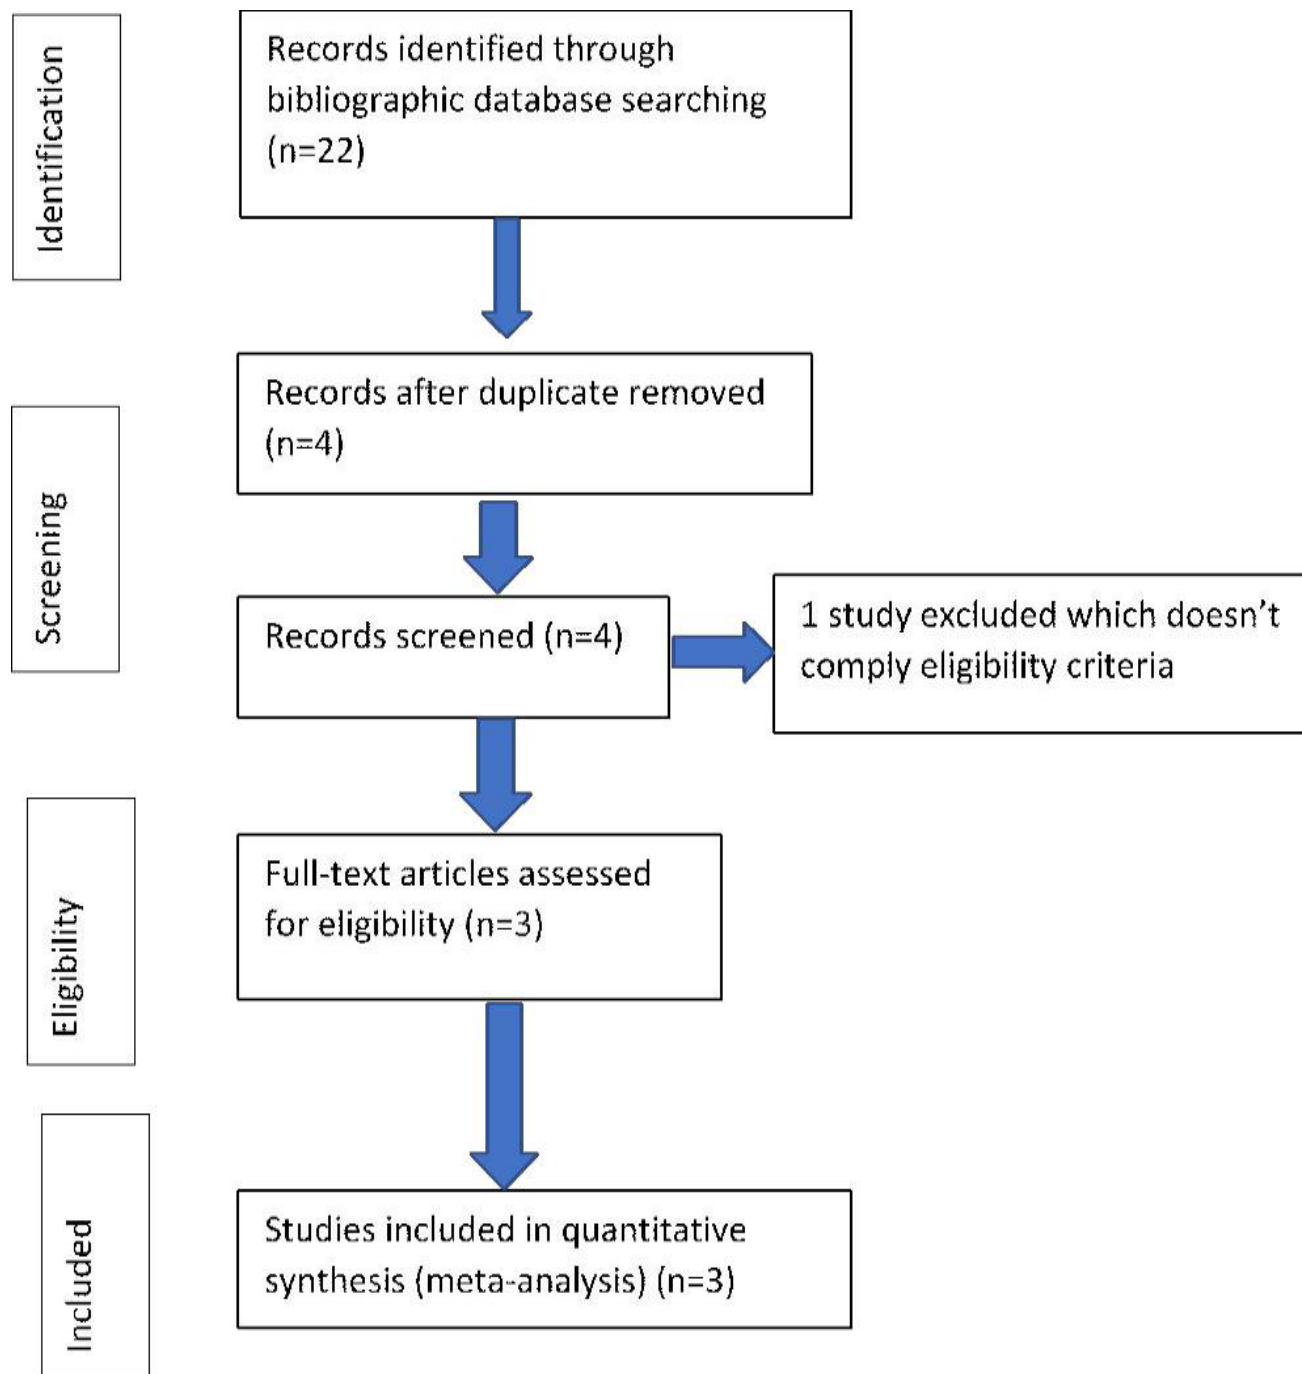 Identification
Records identified through
bibliographic database searching
(n=22)
Records after duplicate removed
(n=4)
Screening
Records screened (n=4)
1 study excluded which doesn't
comply eligibility criteria
Eligibility
Full-text articles assessed
for eligibility (n=3)
Included
Studies included in quantitative
synthesis (meta-analysis) (n=3)